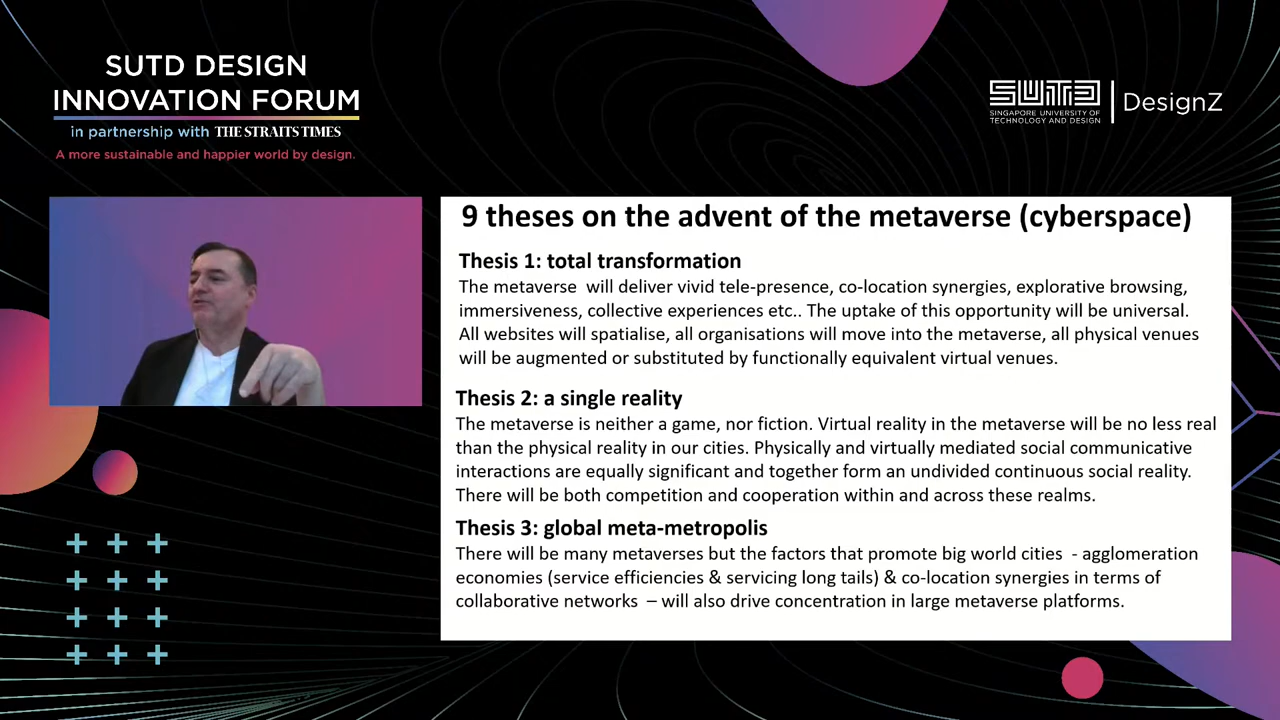 SUTD DESIGN
INNOVATION FORUM
in partnership with THE STRAITS TIMES
A more sustainable and happier world by design.
SUTD
SINGAPORE UNIVERSITY OF
TECHNOLOGY AND DESIGN
DesignZ
9 theses on the advent of the metaverse (cyberspace)
Thesis 1: total transformation
The metaverse will deliver vivid tele-presence, co-location synergies, explorative browsing,
immersiveness, collective experiences etc.. The uptake of this opportunity will be universal.
All websites will spatialise, all organisations will move into the metaverse, all physical venues
will be augmented or substituted by functionally equivalent virtual venues.
Thesis 2: a single reality
The metaverse is neither a game, nor fiction. Virtual reality in the metaverse will be no less real
than the physical reality in our cities. Physically and virtually mediated social communicative
interactions are equally significant and together form an undivided continuous social reality.
There will be both competition and cooperation within and across these realms.
Thesis 3: global meta-metropolis
There will be many metaverses but the factors that promote big world cities - agglomeration
economies (service efficiencies & servicing long tails) & co-location synergies in terms of
collaborative networks – will also drive concentration in large metaverse platforms.